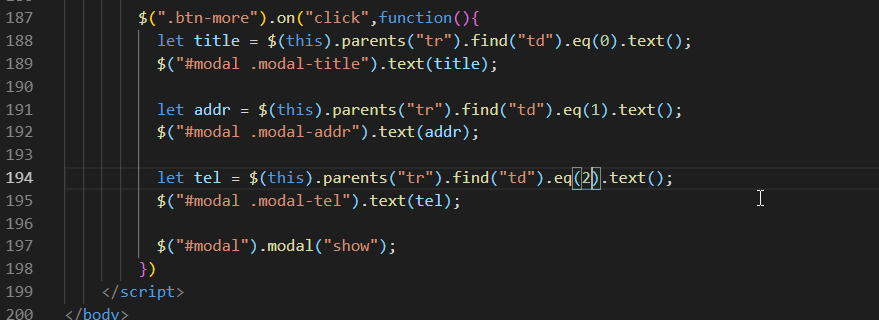 187 $(".btn-more").on("click",function(){
188 let title = $(this).parents("tr").find("td").eq(0).text();
189 $("#modal .modal-title").text(title);
190
191 let addr = $(this).parents("tr").find("td").eq(1).text();
192 $("#modal .modal-addr").text(addr);
193
194 let tel = $(this).parents("tr").find("td").eq(2).text();
195 $("#modal .modal-tel").text(tel);
196
197 $("#modal").modal("show");
198 })
199 </script>
200 </body>